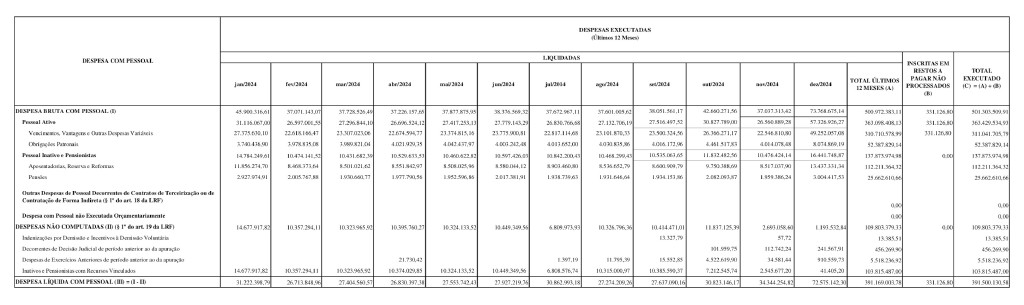 DESPESAS EXECUTADAS
(Últimos 12 Meses)
DESPESA COM PESSOAL
LIQUIDADAS
INSCRITAS EM RESTOS A PAGAR NÃO PROCESSADOS (B)
TOTAL EXECUTADO (C) = (A) + (B)
jan/2024 fev/2024 mar/2024 abr/2024 mai/2024 jun/2024 jul/2014 ago/2024 set/2024 out/2024 nov/2024 dez/2024 TOTAL ÚLTIMOS 12 MESES (A)
DESPESA BRUTA COM PESSOAL (I) 45.900.316,61 37.071.143,07 37.728.526,49 37.226.157,65 37.877.875,95 38.376.569,32 37.672.967,11 37.601.005,62 38.051.561,17 42.660.271,56 37.037.313,42 73.768.675,14 500.972.383,11 331.126,80 501.303.509,91
Pessoal Ativo 31.116.067,00 26.597.001,55 27.296.844,10 26.696.524,12 27.417.253,13 27.779.143,29 26.830.766,68 27.132.706,19 27.516.497,52 30.827.789,00 26.560.889,28 57.326.926,27 363.098.408,13 331.126,80 363.429.534,93
Vencimentos, Vantagens e Outras Despesas Variáveis 27.375.630,10 22.618.166,47 23.307.023,06 22.674.594,77 23.374.815,16 23.775.900,81 22.817.114,68 23.101.870,33 23.500.324,56 26.366.271,17 22.546.810,80 49.252.057,08 310.710.578,99 331.126,80 311.041.705,79
Obrigações Patronais 3.740.436,90 3.978.835,08 3.989.821,04 4.021.929,35 4.042.437,97 4.003.242,48 4.013.652,00 4.030.835,86 4.016.172,96 4.461.517,83 4.014.078,48 8.074.869,19 52.387.829,14 52.387.829,14
Pessoal Inativo e Pensionistas 14.784.249,61 10.474.141,52 10.431.682,39 10.529.633,53 10.460.622,82 10.597.426,03 10.842.200,43 10.468.299,43 10.535.063,65 11.832.482,56 10.476.424,14 16.441.748,87 137.873.974,98 0,00 137.873.974,98
Aposentadorias, Reserva e Reformas 11.856.274,70 8.468.373,64 8.501.021,62 8.551.842,97 8.508.025,96 8.580.044,12 8.903.460,80 8.536.652,79 8.600.909,79 9.750.388,69 8.517.037,90 13.437.331,34 112.211.364,32 112.211.364,32
Pensões 2.927.974,91 2.005.767,88 1.930.660,77 1.977.790,56 1.952.596,86 2.017.381,91 1.938.739,63 1.931.646,64 1.934.153,86 2.082.093,87 1.959.386,24 3.004.417,53 25.662.610,66 25.662.610,66
Outras Despesas de Pessoal Decorrentes de Contratos de Terceirização ou de
Contratação de Forma Indireta (§ 1º do art. 18 da LRF) 0,00 0,00
Despesa com Pessoal não Executada Orçamentariamente 0,00 0,00
DESPESAS NÃO COMPUTADAS (II) (§ 1º do art. 19 da LRF) 14.677.917,82 10.357.294,11 10.323.965,92 10.395.760,27 10.324.133,52 10.449.349,56 6.809.973,93 10.326.796,36 10.414.471,01 11.837.125,39 2.693.058,60 1.193.532,84 109.803.379,33 0,00 109.803.379,33
Indenizações por Demissão e Incentivos à Demissão Voluntária 13.327,79 57,72 13.385,51 13.385,51
Decorrentes de Decisão Judicial de período anterior ao da apuração 101.959,75 112.742,24 241.567,91 456.269,90 456.269,90
Despesas de Exercícios Anteriores de período anterior ao da apuração 21.730,42 1.397,19 11.795,39 15.552,85 4.522.619,90 34.581,44 910.559,73 5.518.236,92 5.518.236,92
Inativos e Pensionistas com Recursos Vinculados 14.677.917,82 10.357.294,11 10.323.965,92 10.374.029,85 10.324.133,52 10.449.349,56 6.808.576,74 10.315.000,97 10.385.590,37 7.212.545,74 2.545.677,20 41.405,20 103.815.487,00 103.815.487,00
DESPESA LÍQUIDA COM PESSOAL (III) = (I - II) 31.222.398,79 26.713.848,96 27.404.560,57 26.830.397,38 27.553.742,43 27.927.219,76 30.862.993,18 27.274.209,26 27.637.090,16 30.823.146,17 34.344.254,82 72.575.142,30 391.169.003,78 331.126,80 391.500.130,58